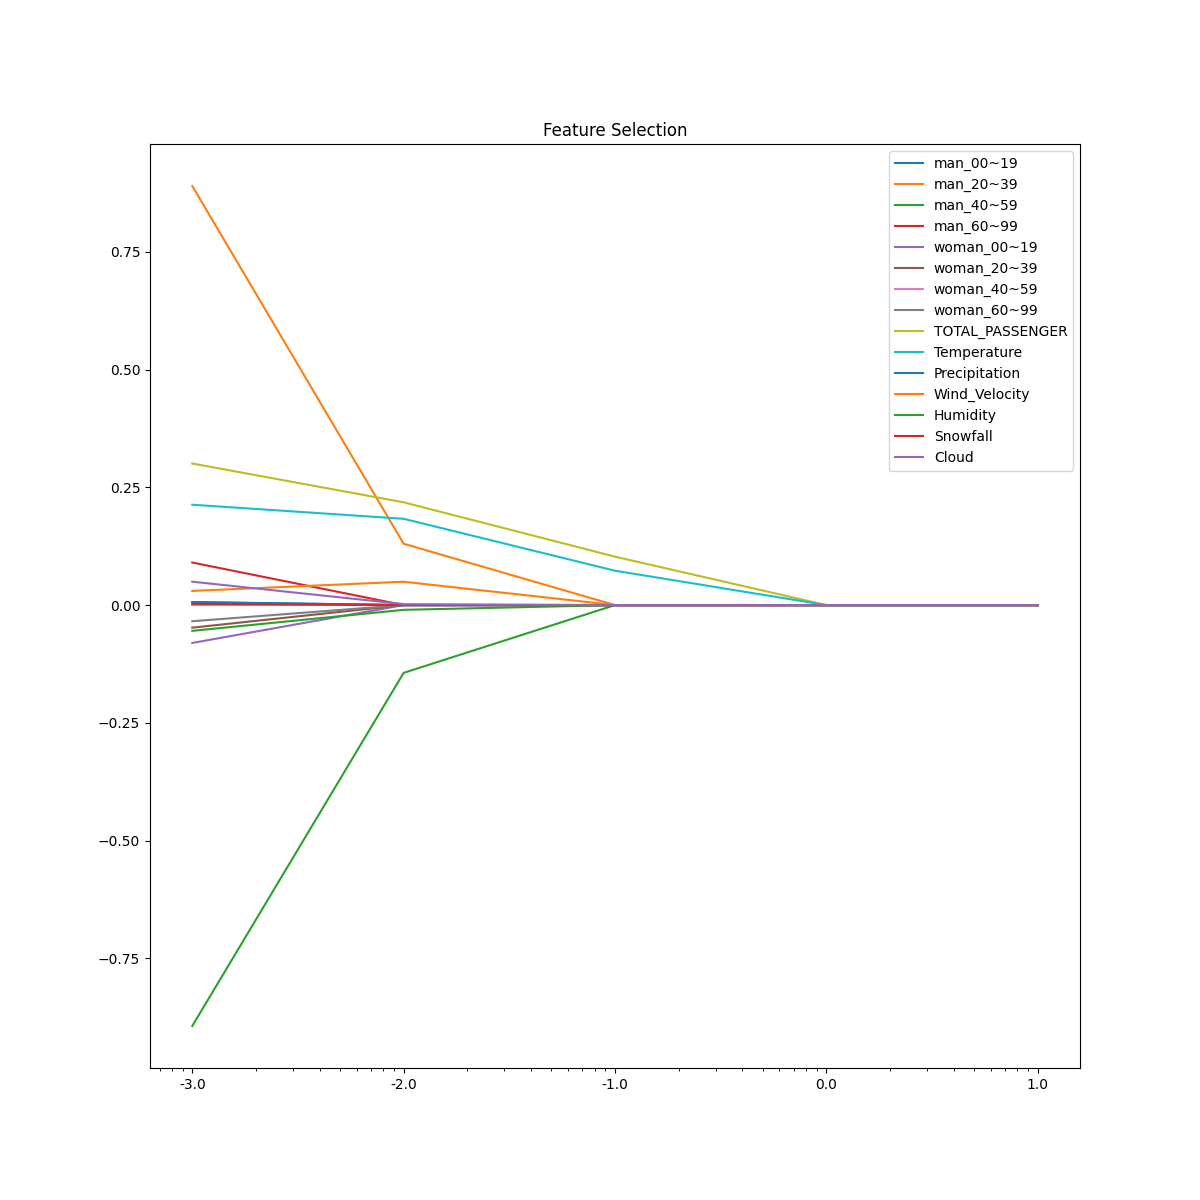 Feature Selection
man_00~19
man_20~39
man_40~59
man_60~99
woman_00~19
woman_20~39
woman_40~59
woman_60~99
TOTAL_PASSENGER
Temperature
Precipitation
Wind_Velocity
Humidity
Snowfall
Cloud
0.75
0.50
0.25
0.00
−0.25
−0.50
−0.75
-3.0 -2.0 -1.0 0.0 1.0